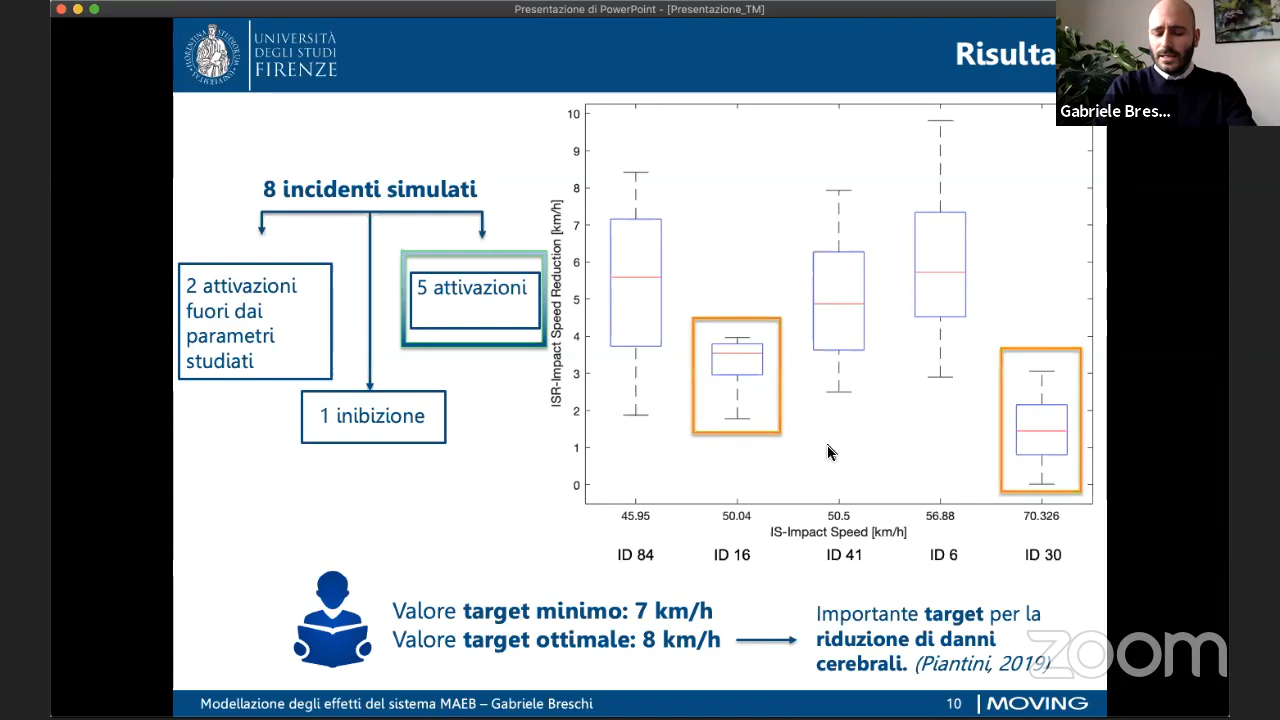 Presentazione di PowerPoint - [Presentazione_TM]
UNIVERSITÀ
DEGLI STUDI
FIRENZE
Risulta
Gabriele Bres...
8 incidenti simulati
2 attivazioni
fuori dai
parametri
studiati
5 attivazioni
1 inibizione
ISR-Impact Speed Reduction [km/h]
10
9
8
7
6
5
4
3
2
1
0
45.95 50.04 50.5 56.88 70.326
IS-Impact Speed [km/h]
ID 84 ID 16 ID 41 ID 6 ID 30
Valore target minimo: 7 km/h
Valore target ottimale: 8 km/h
Importante target per la
riduzione di danni
cerebrali. (Piantini, 2019)
zoom
Modellazione degli effetti del sistema MAEB – Gabriele Breschi
10
MOVING